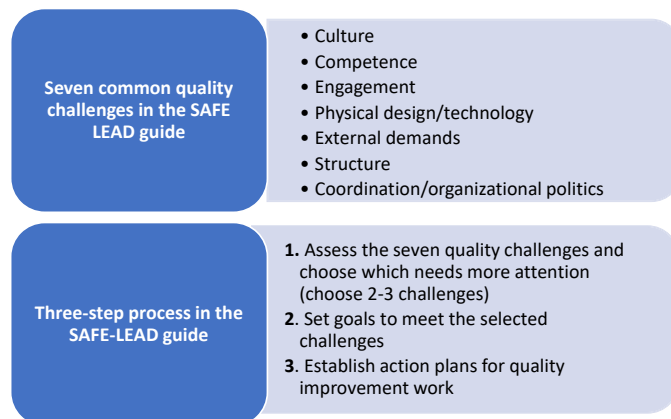 Seven common quality
challenges in the SAFE
LEAD guide
• Culture
• Competence
• Engagement
• Physical design/technology
• External demands
• Structure
• Coordination/organizational politics
Three-step process in the
SAFE-LEAD guide
1. Assess the seven quality challenges and
choose which needs more attention
(choose 2-3 challenges)
2. Set goals to meet the selected
challenges
3. Establish action plans for quality
improvement work